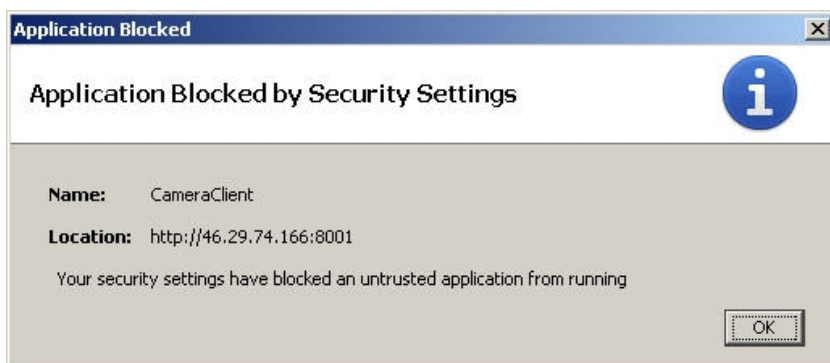 Application Blocked
Application Blocked by Security Settings
Name: CameraClient
Location: http://46.29.74.166:8001
Your security settings have blocked an untrusted application from running
OK